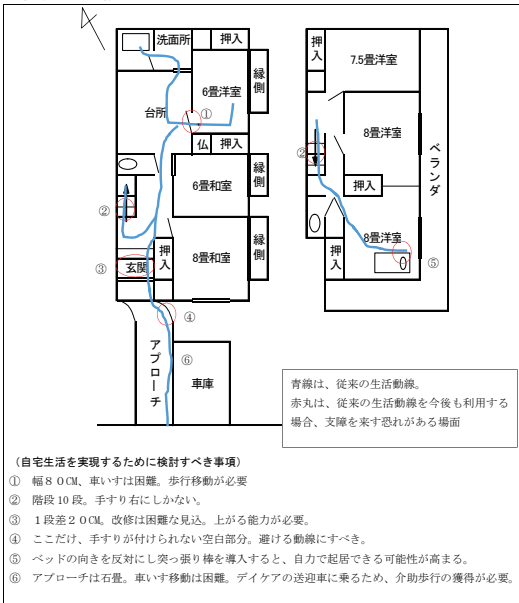 洗面所
押入
6畳洋室
縁側
台所
①
仏
押入
6畳和室
縁側
②
8畳和室
縁側
③
玄関
押入
④
アプローチ
⑥
車庫
押入
7.5畳洋室
8畳洋室
ベランダ
②
押入
8畳洋室
押入
⑤
青線は、従来の生活動線。
赤丸は、従来の生活動線を今後も利用する
場合、支障を来す恐れがある場面
（自宅生活を実現するために検討すべき事項）
① 幅８０CM、車いすは困難。歩行移動が必要
② 階段10段。手すり右にしかない。
③ １段差２０CM。改修は困難な見込。上がる能力が必要。
④ ここだけ、手すりが付けられない空白部分。避ける動線にすべき。
⑤ ベッドの向きを反対にし突っ張り棒を導入すると、自力で起居できる可能性が高まる。
⑥ アプローチは石畳。車いす移動は困難。デイケアの送迎車に乗るため、介助歩行の獲得が必要。